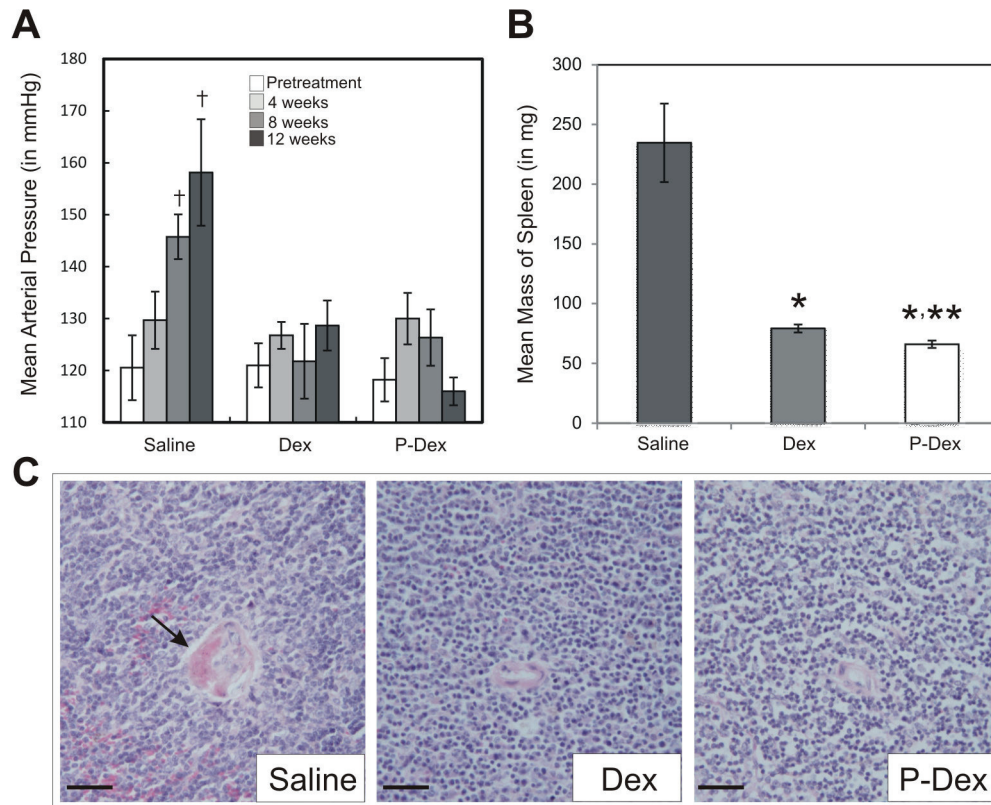 A
Mean Arterial Pressure (in mmHg)
180
170
160
150
140
130
120
110
Pretreatment
4 weeks
8 weeks
12 weeks
†
†
Saline
Dex
P-Dex
B
Mean Mass of Spleen (in mg)
300
250
200
150
100
50
0
*
*,**
Saline
Dex
P-Dex
C
Saline
Dex
P-Dex